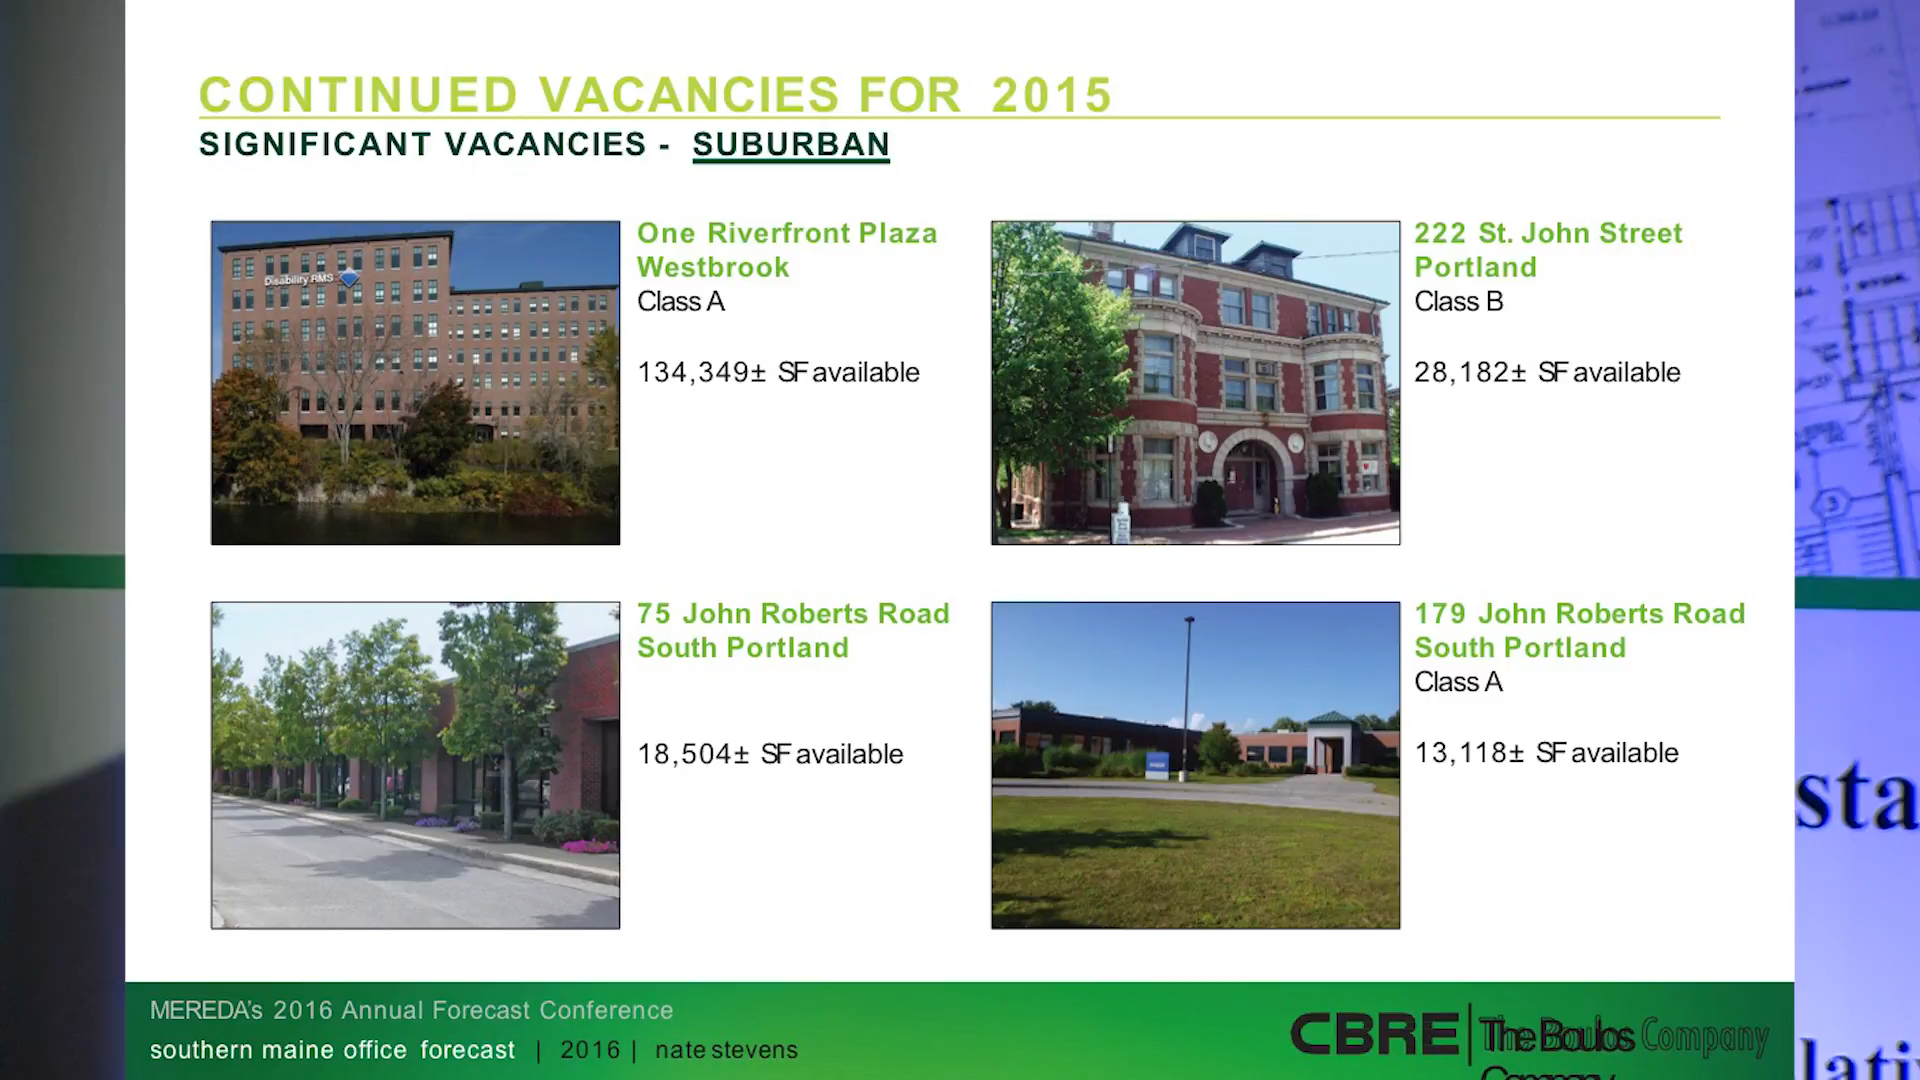 CONTINUED VACANCIES FOR 2015
SIGNIFICANT VACANCIES - SUBURBAN
Disability RMS
One Riverfront Plaza
Westbrook
Class A
134,349± SF available
222 St. John Street
Portland
Class B
28,182± SF available
75 John Roberts Road
South Portland
18,504± SF available
179 John Roberts Road
South Portland
Class A
13,118± SF available
MEREDA's 2016 Annual Forecast Conference
southern maine office forecast | 2016 | nate stevens
CBRE | The Boulos Company
sta
lati